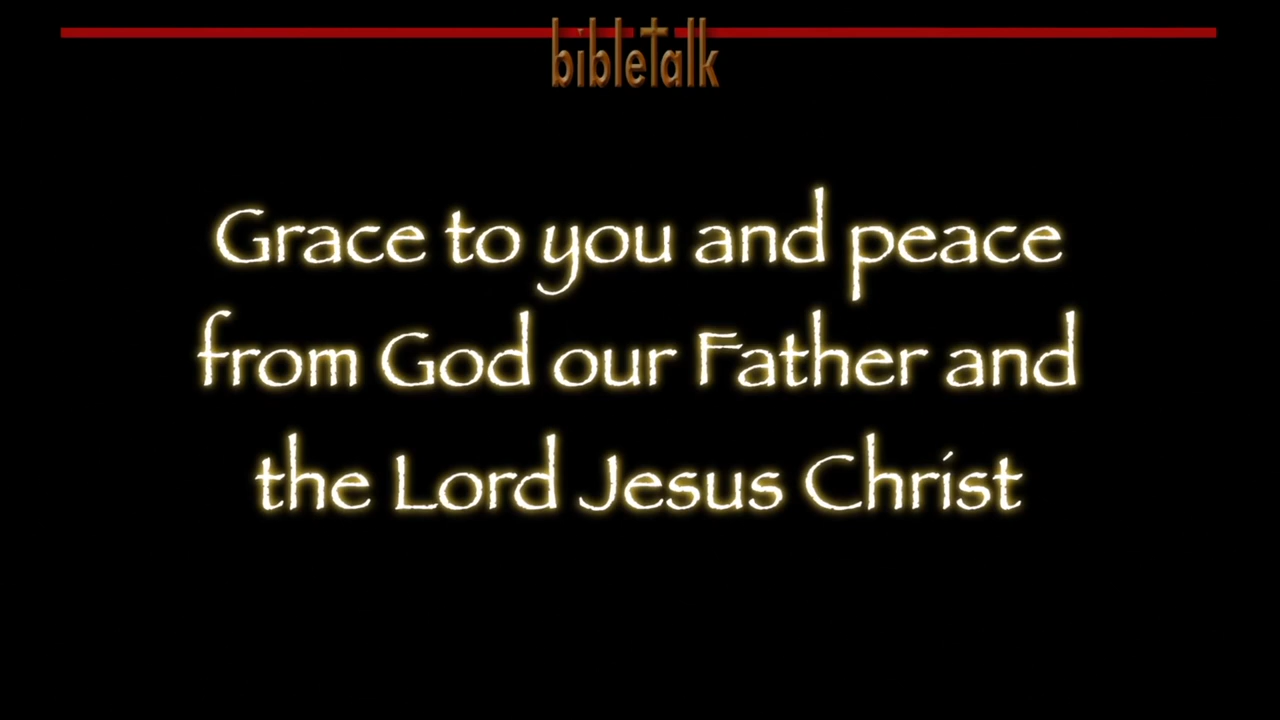 bibleTalk
Grace to you and peace
from God our Father and
the Lord Jesus Christ